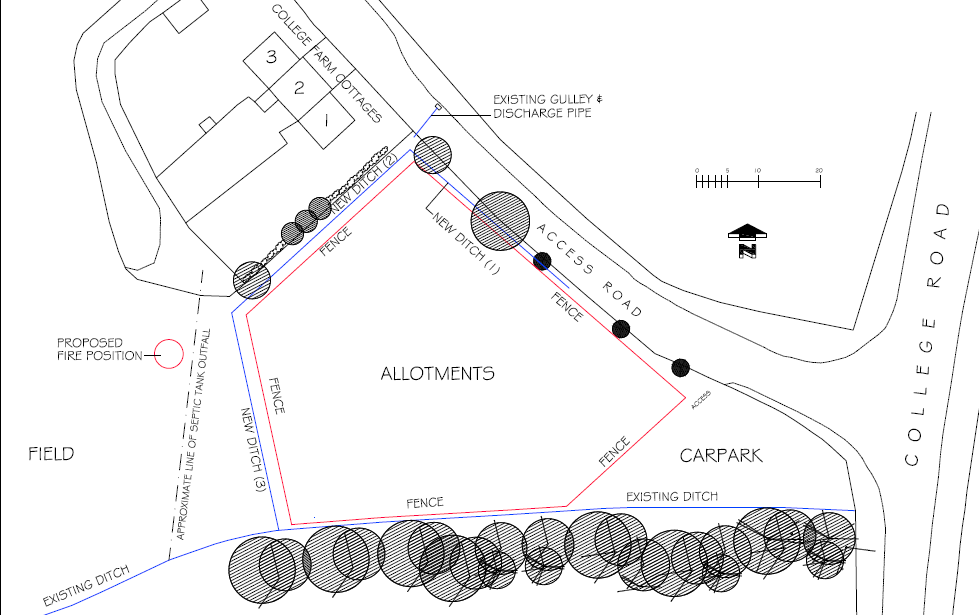 COLLEGE FARM COTTAGES
3
2
1
EXISTING GULLEY &
DISCHARGE PIPE
0 5 10 20
N
NEW DITCH (2)
FENCE
NEW DITCH (1)
ACCESS ROAD
FENCE
COLLEGE ROAD
PROPOSED
FIRE POSITION
APPROXIMATE LINE OF SEPTIC TANK OUTFALL
ALLOTMENTS
FENCE
NEW DITCH (3)
ACCESS
FIELD
FENCE
CARPARK
FENCE
EXISTING DITCH
EXISTING DITCH